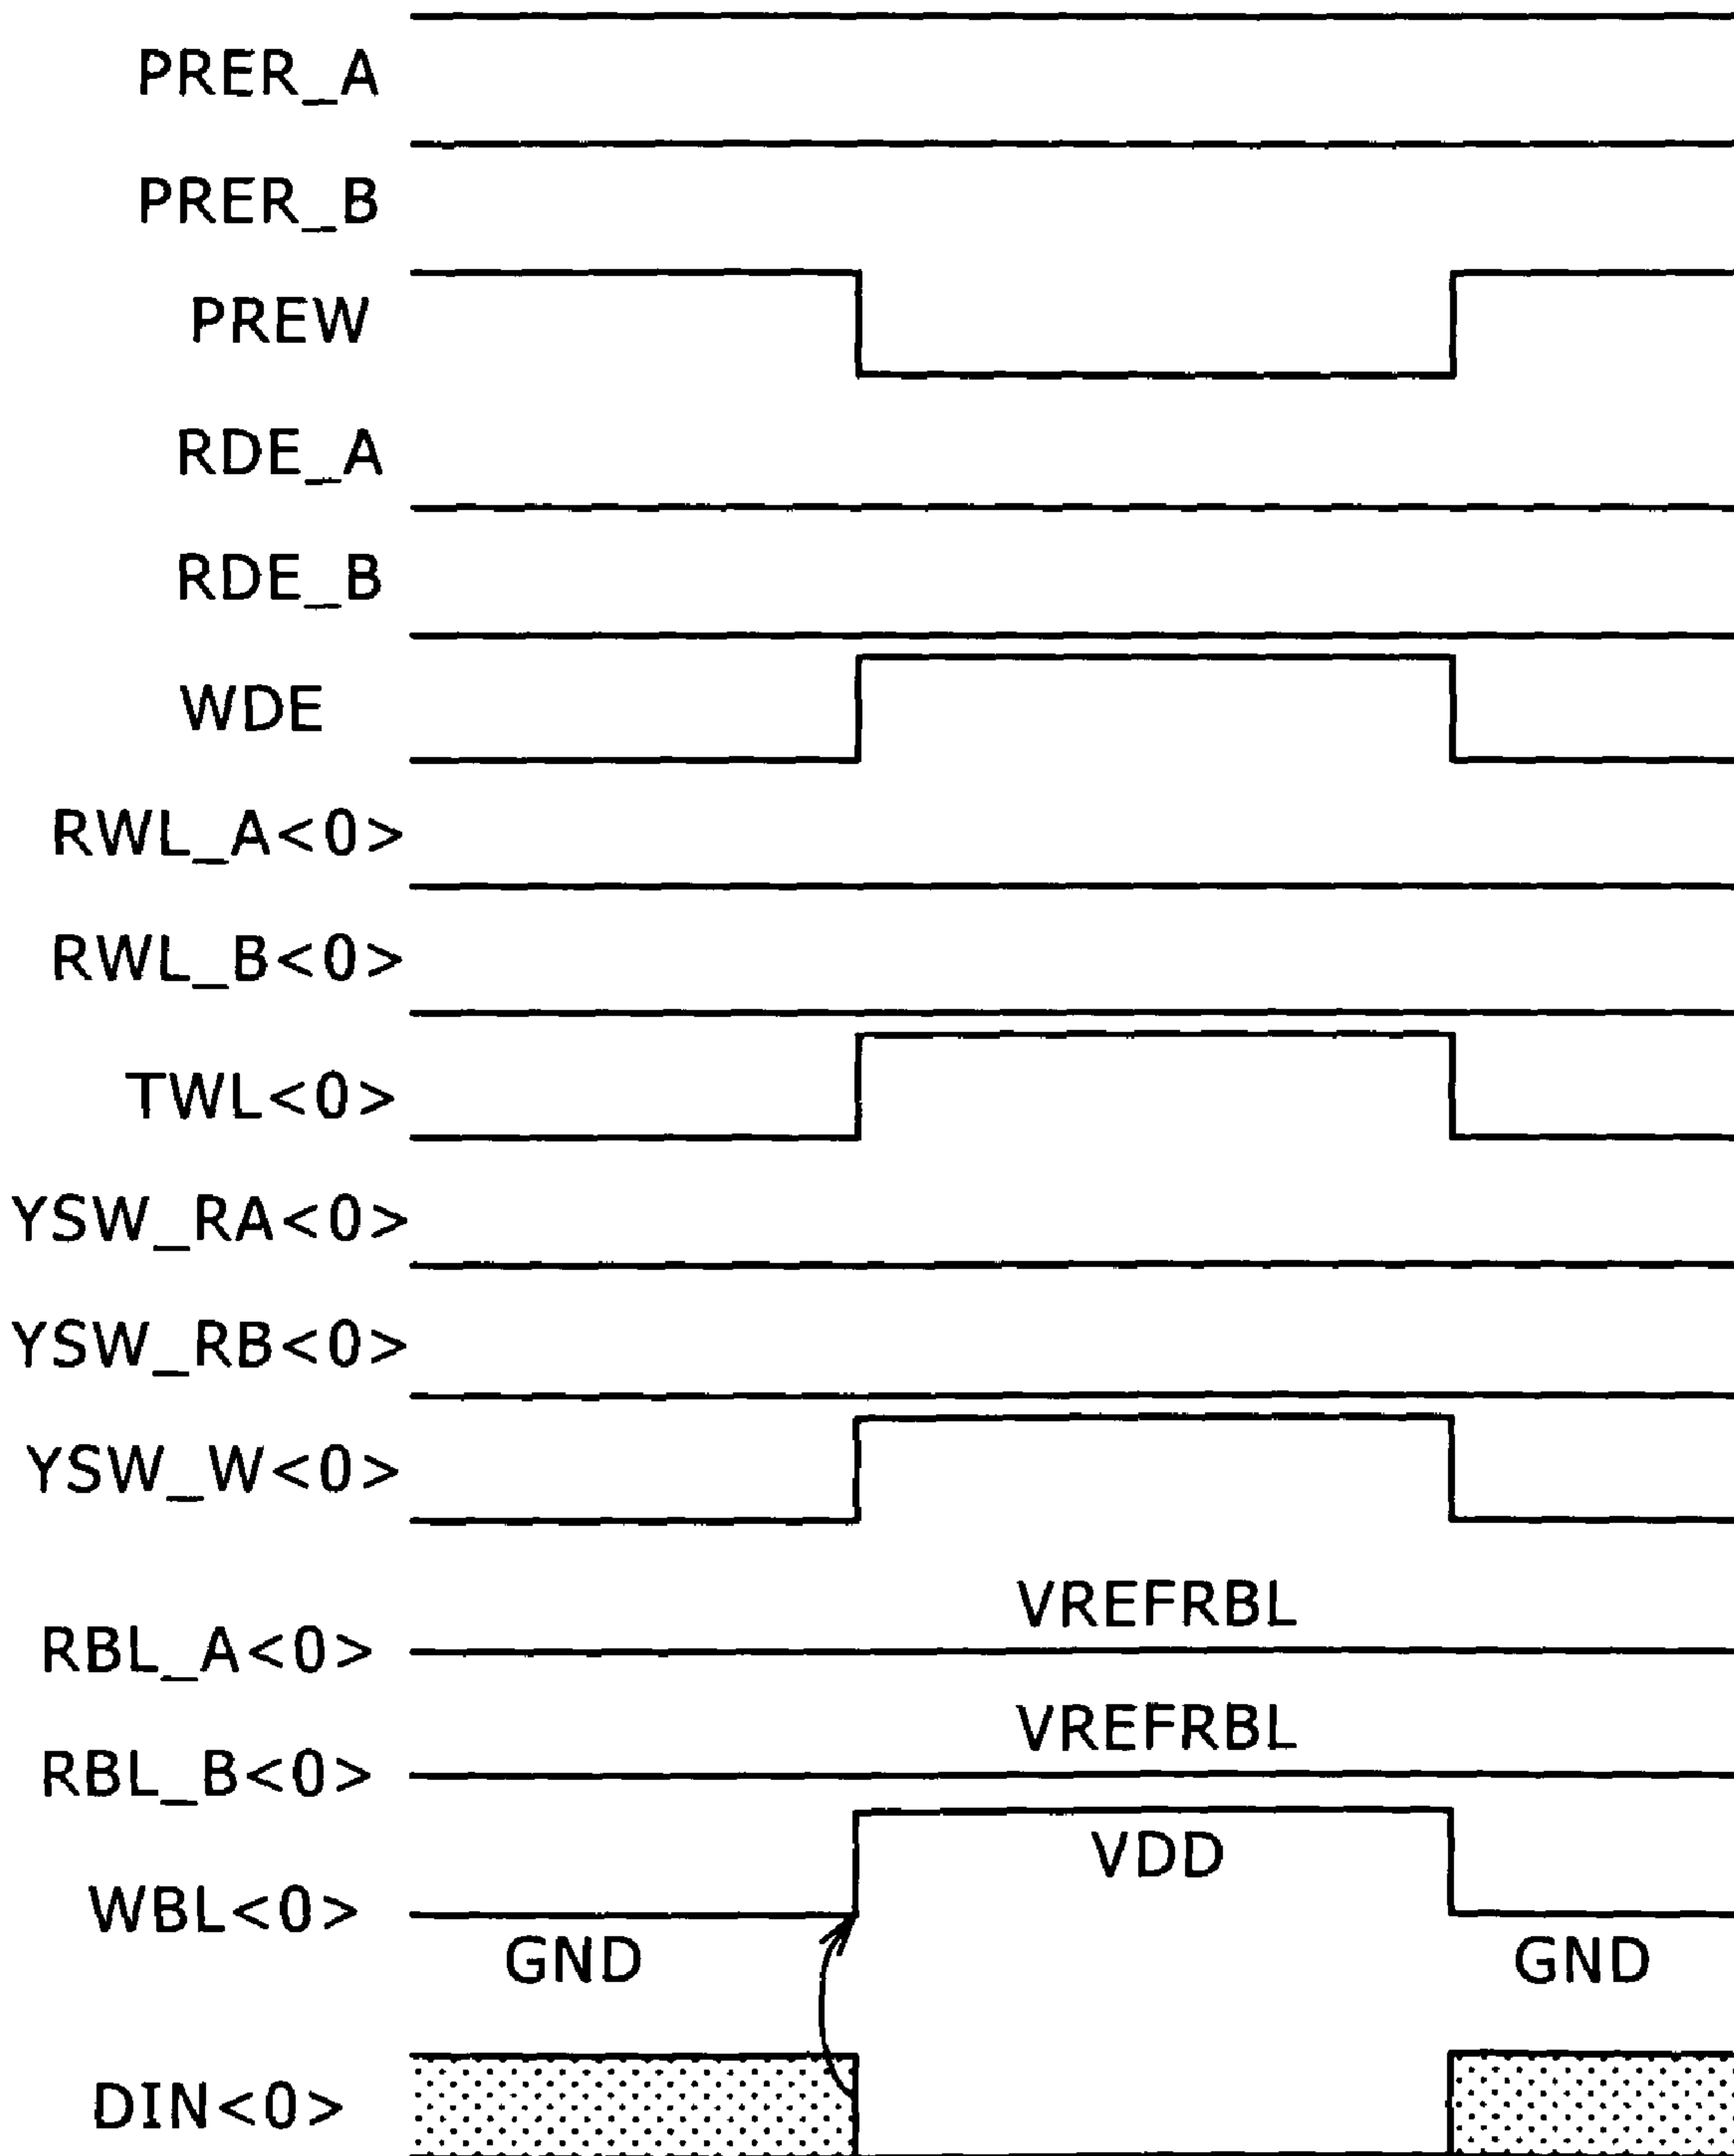 PRER_A
PRER_B
PREW
RDE_A
RDE_B
WDE
RWL_A<0>
RWL_B<0>
TWL<0>
YSW_RA<0>
YSW_RB<0>
YSW_W<0>
VREFRBL
RBL_A<0>
VREFRBL
RBL_B<0>
VDD
WBL<0>
GND GND
DIN<0>